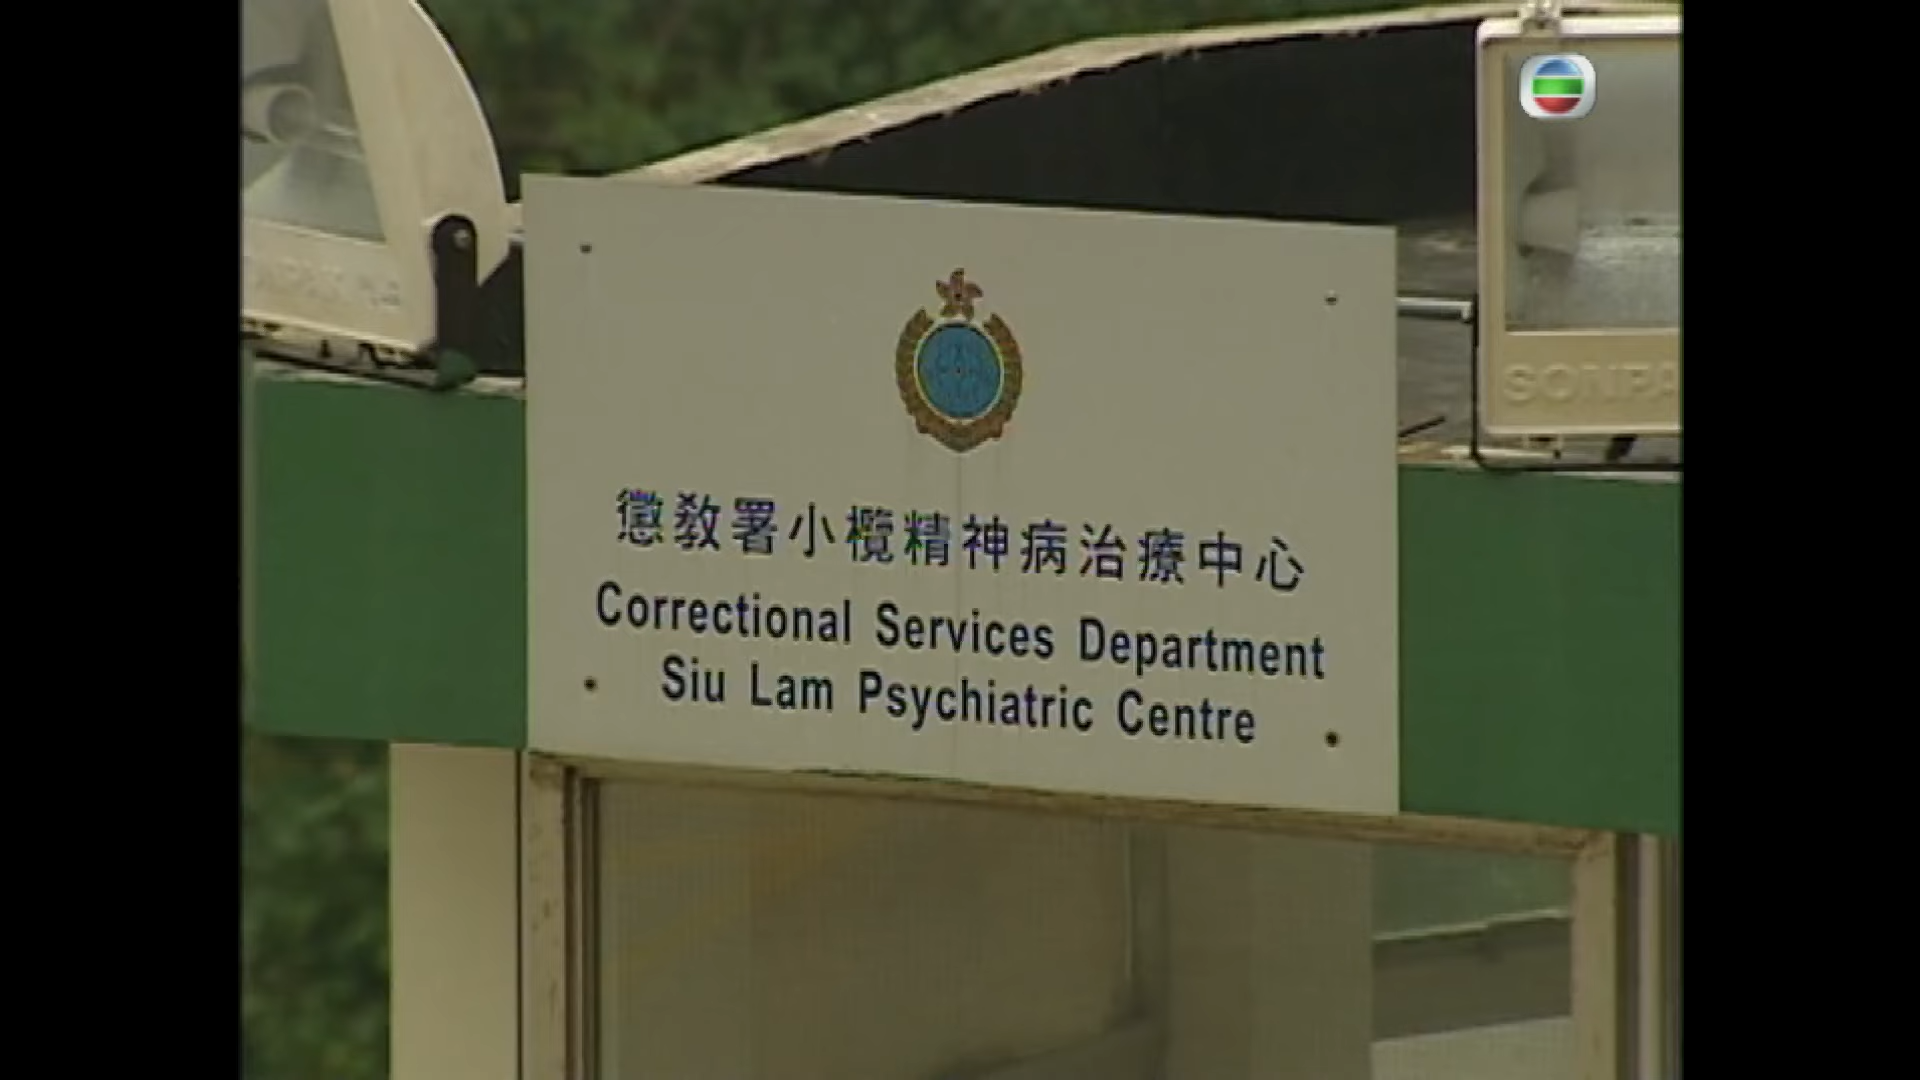 懲教署小欖精神病治療中心
Correctional Services Department
Siu Lam Psychiatric Centre